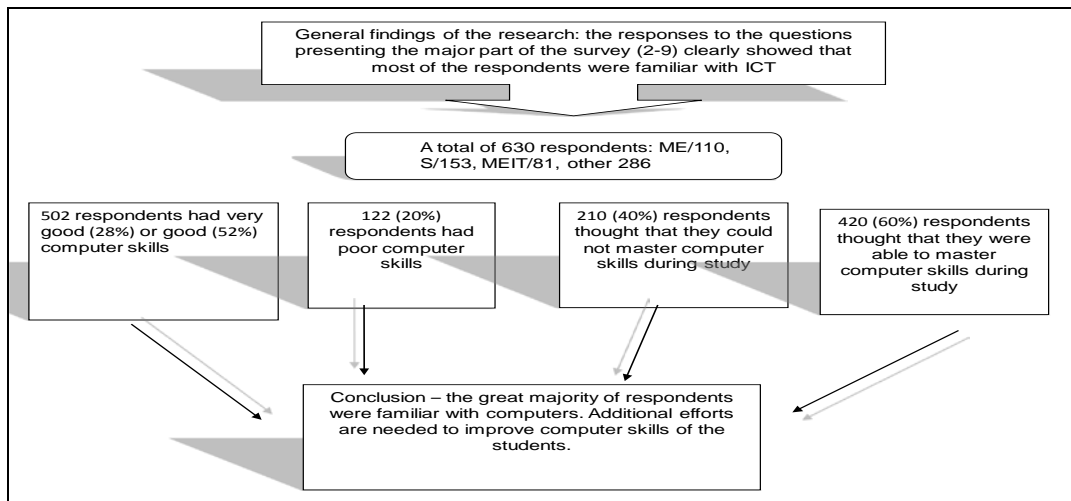 General findings of the research: the responses to the questions
presenting the major part of the survey (2-9) clearly showed that
most of the respondents were familiar with ICT
A total of 630 respondents: ME/110,
S/153, MEIT/81, other 286
502 respondents had very
good (28%) or good (52%)
computer skills
122 (20%)
respondents had
poor computer
skills
210 (40%) respondents
thought that they could
not master computer
skills during study
420 (60%) respondents
thought that they were
able to master
computer skills during
study
Conclusion – the great majority of respondents
were familiar with computers. Additional efforts
are needed to improve computer skills of the
students.